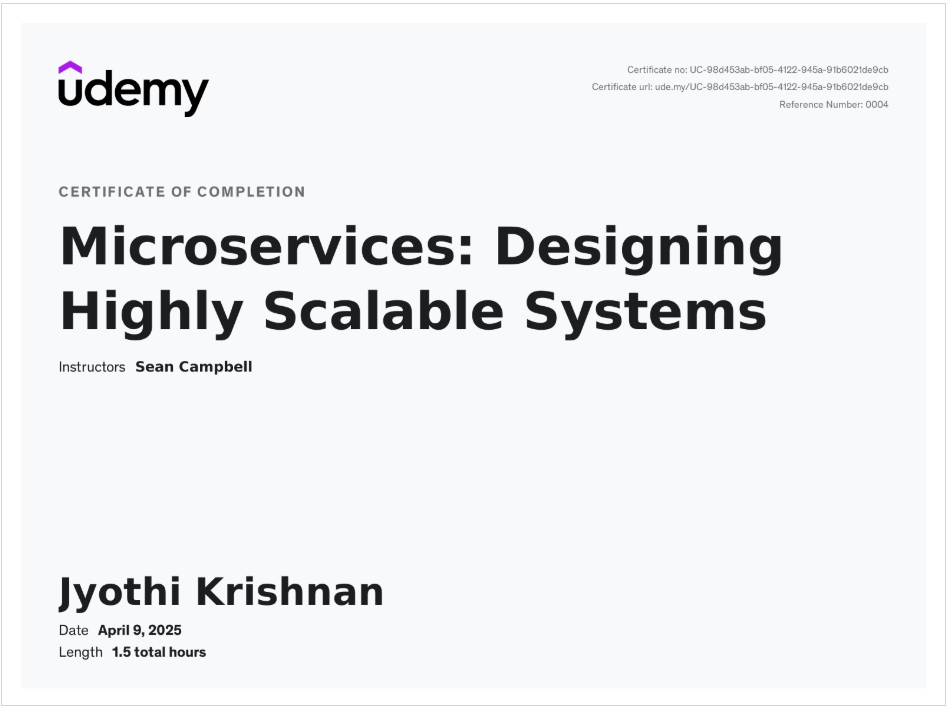 udemy
Certificate no: UC-98d453ab-bf05-4122-945a-91b6021de9cb
Certificate url: ude.my/UC-98d453ab-bf05-4122-945a-91b6021de9cb
Reference Number: 0004
CERTIFICATE OF COMPLETION
Microservices: Designing
Highly Scalable Systems
Instructors Sean Campbell
Jyothi Krishnan
Date April 9, 2025
Length 1.5 total hours